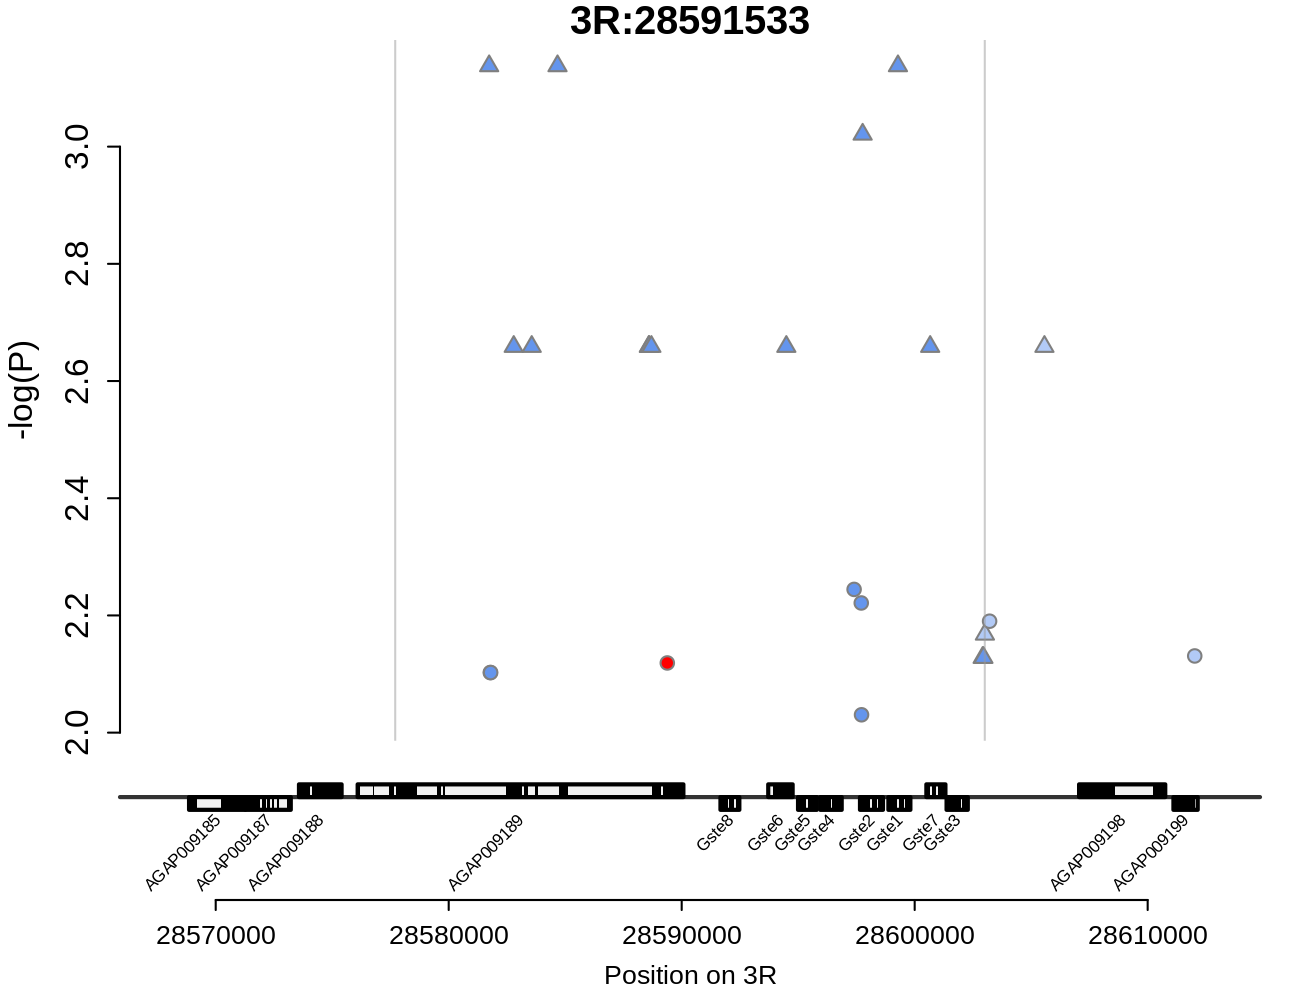 3R:28591533
3.0
2.8
2.6
2.4
2.2
2.0
-log(P)
AGAP009185
AGAP009187
AGAP009188
AGAP009189
Gste8
Gste6
Gste5
Gste4
Gste2
Gste1
Gste7
Gste3
AGAP009198
AGAP009199
28570000 28580000 28590000 28600000 28610000
Position on 3R